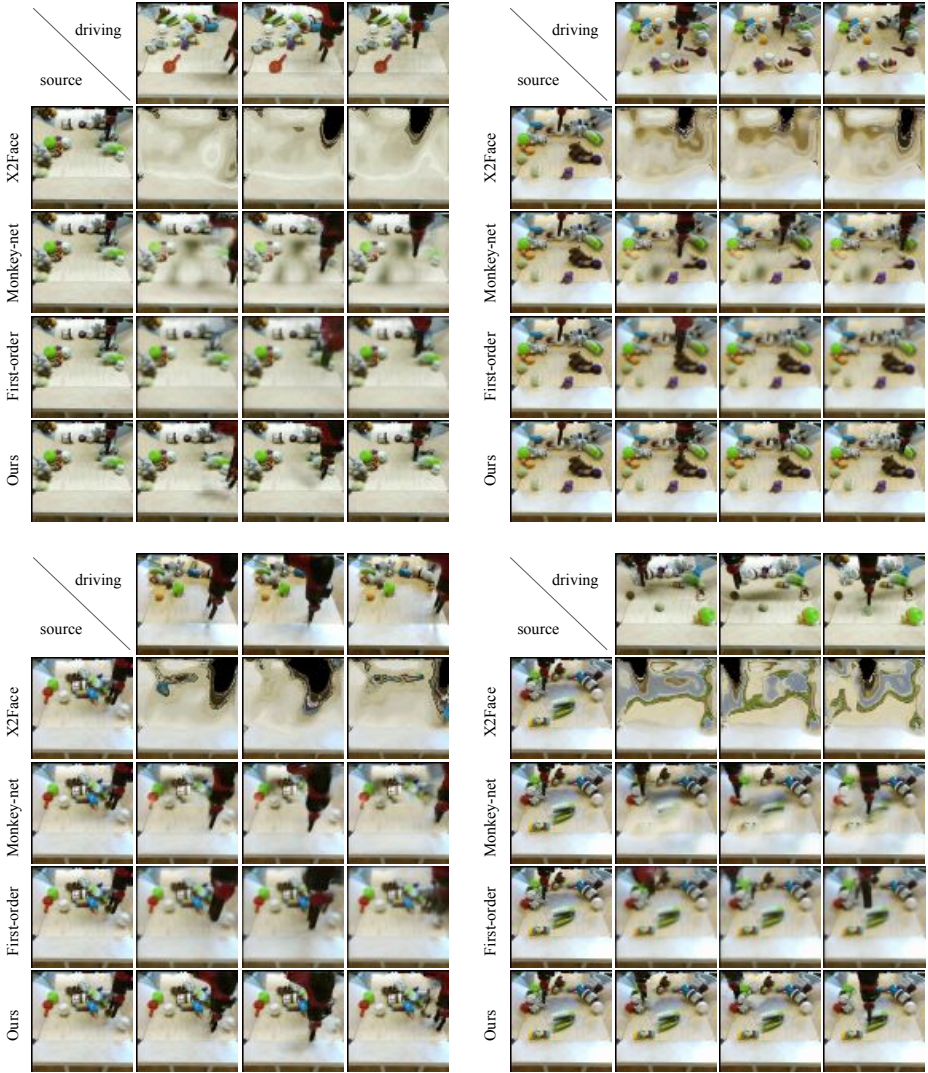 driving
source
X2Face
Monkey-net
First-order
Ours
driving
source
X2Face
Monkey-net
First-order
Ours
driving
source
X2Face
Monkey-net
First-order
Ours
driving
source
X2Face
Monkey-net
First-order
Ours